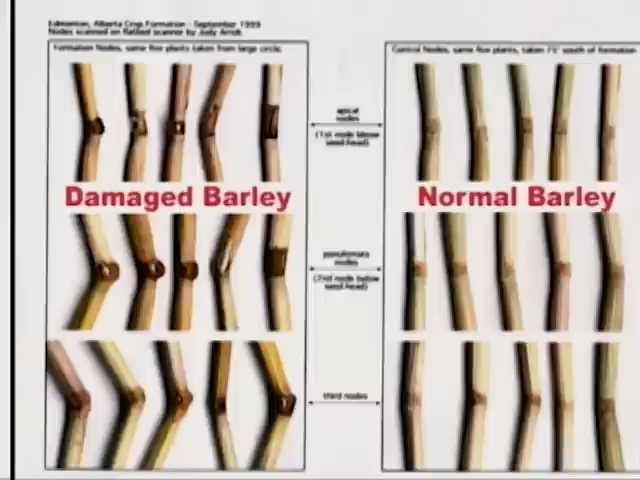 Edmonton, Alberta Crop Formation - September 1999
Nodes scanned on flatbed scanner by Judy Arndt.
Formation Nodes, same five plants taken from large circle.
Control Nodes, same five plants, taken 75' south of formation
apical
nodes
(1st node below
seed head)
Damaged Barley
Normal Barley
penultimate
nodes
(2nd node below
seed head)
third nodes